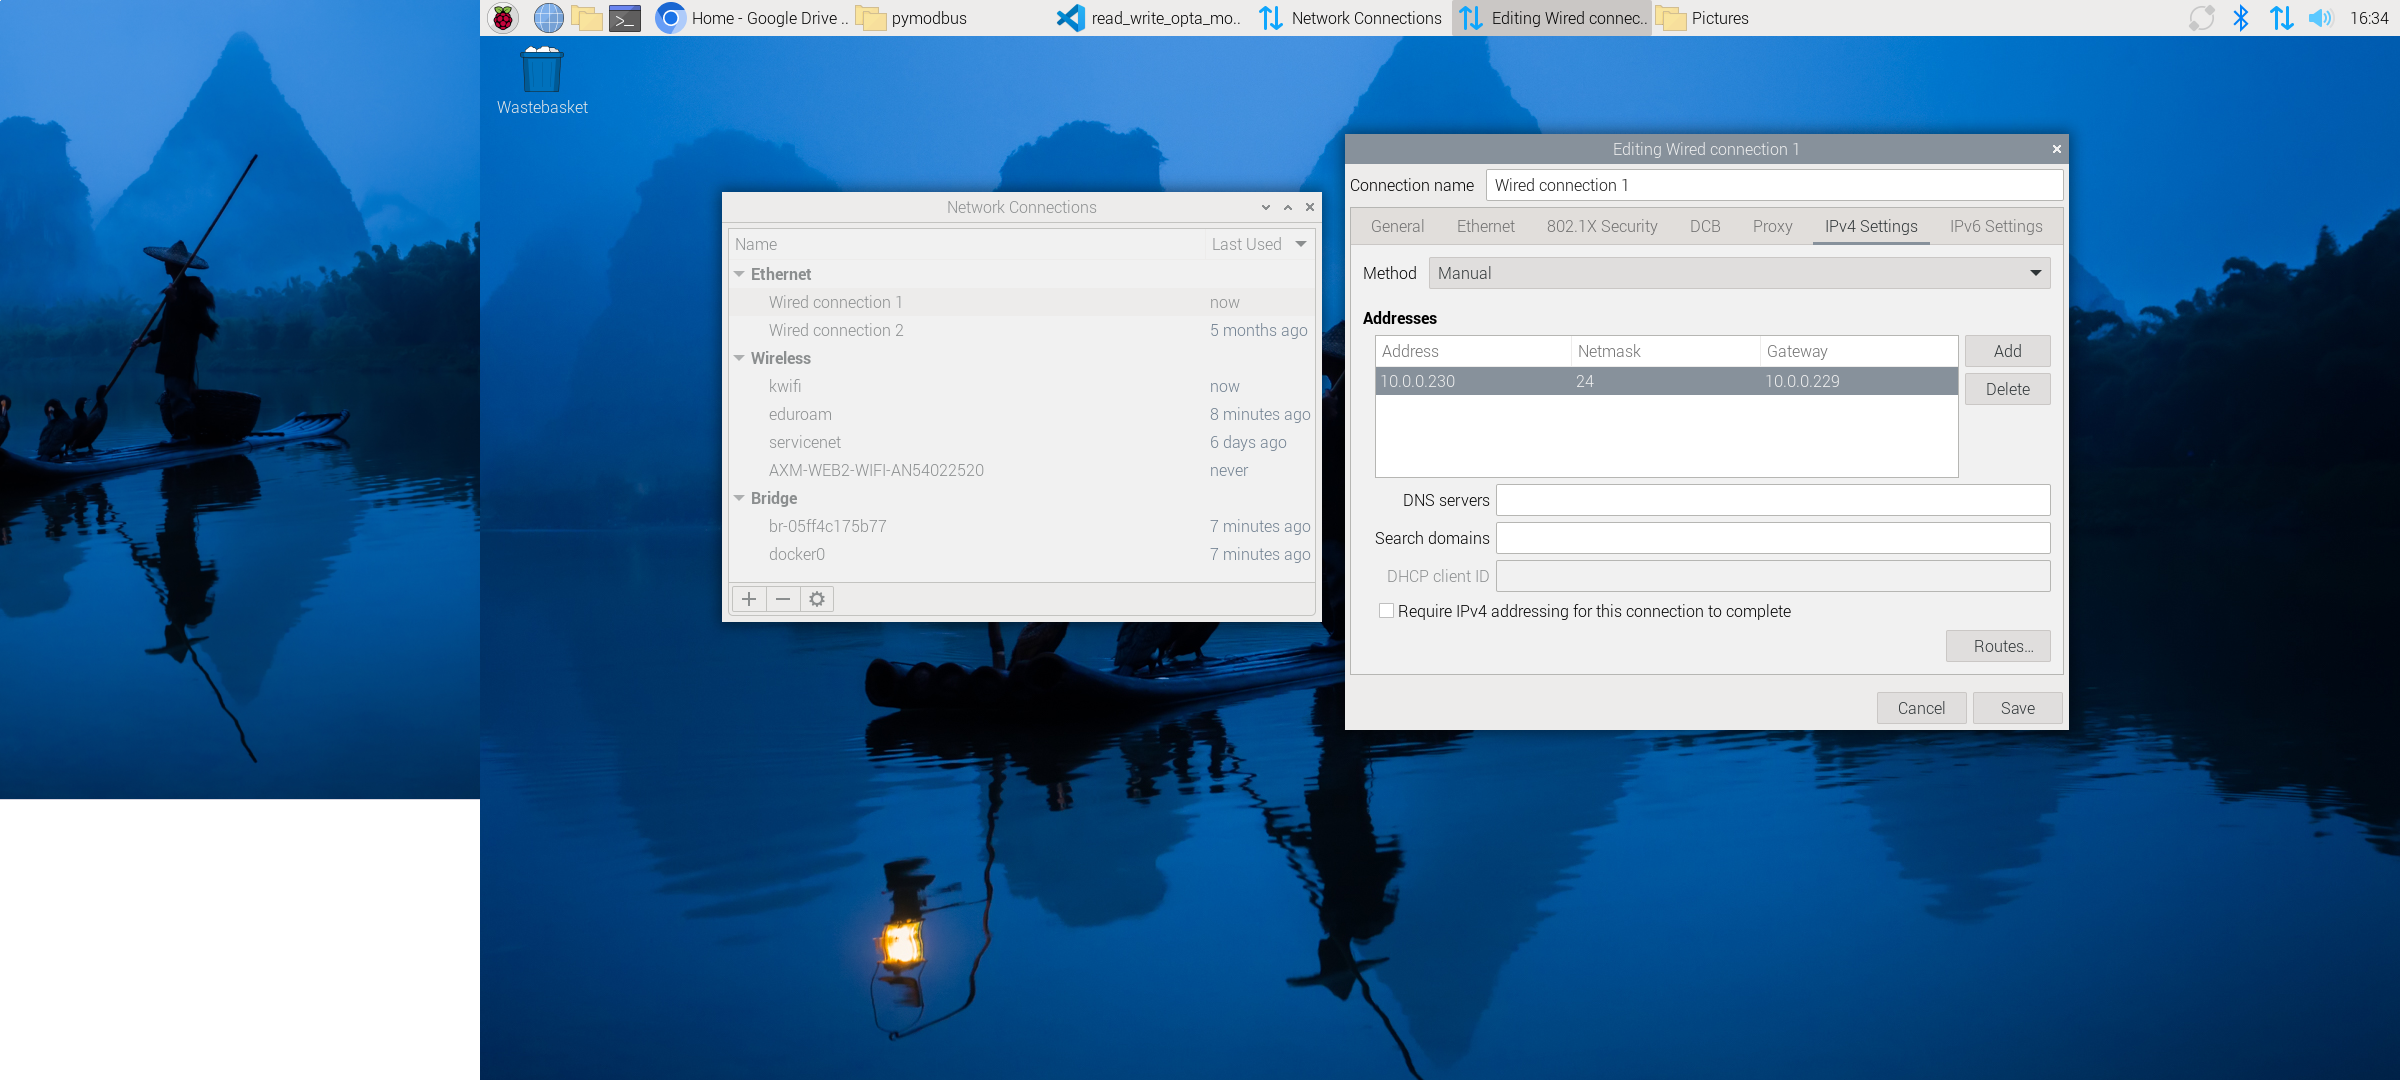 Home - Google Drive ..
pymodbus
read_write_opta_mo..
Network Connections
Editing Wired connec..
Pictures
16:34
Wastebasket
Network Connections
Name Last Used
Ethernet
Wired connection 1 now
Wired connection 2 5 months ago
Wireless
kwifi now
eduroam 8 minutes ago
servicenet 6 days ago
AXM-WEB2-WIFI-AN54022520 never
Bridge
br-05ff4c175b77 7 minutes ago
docker0 7 minutes ago
Editing Wired connection 1
Connection name Wired connection 1
General Ethernet 802.1X Security DCB Proxy IPv4 Settings IPv6 Settings
Method Manual
Addresses
Address Netmask Gateway Add
10.0.0.230 24 10.0.0.229 Delete
DNS servers
Search domains
DHCP client ID
Require IPv4 addressing for this connection to complete
Routes...
Cancel Save